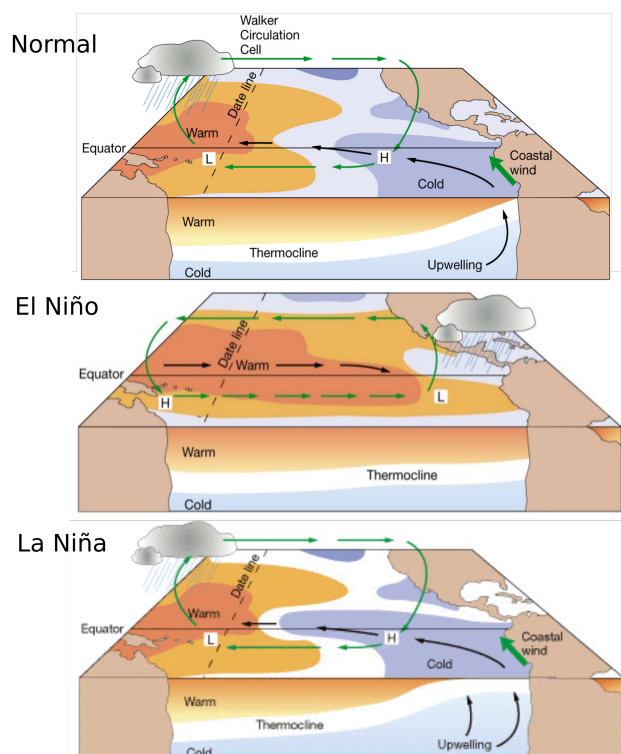 Normal
Walker
Circulation
Cell
Date line
Warm
Equator
L
H
Coastal
wind
Cold
Warm
Thermocline
Cold
Upwelling
El Niño
Date line
Warm
Equator
H
L
Warm
Thermocline
Cold
La Niña
Date line
Warm
Equator
L
H
Coastal
wind
Cold
Warm
Thermocline
Upwelling
Cold